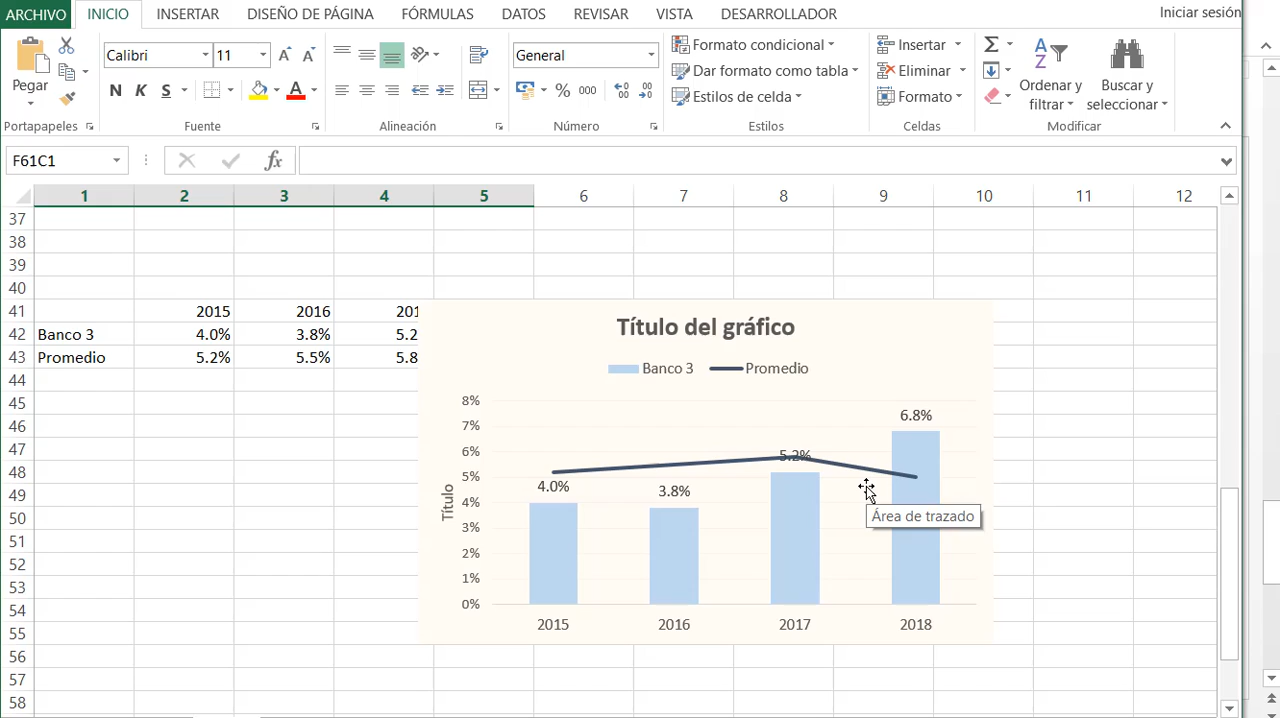 ARCHIVO INICIO INSERTAR DISEÑO DE PÁGINA FÓRMULAS DATOS REVISAR VISTA DESARROLLADOR Iniciar sesión
Pegar
Calibri 11
N K S A
General
% 000
Formato condicional
Dar formato como tabla
Estilos de celda
Insertar
Eliminar
Formato
Ordenar y filtrar
Buscar y seleccionar
Portapapeles Fuente Alineación Número Estilos Celdas Modificar
F61C1 fx
1 2 3 4 5 6 7 8 9 10 11 12
37
38
39
40
41 2015 2016 201
42 Banco 3 4.0% 3.8% 5.2
43 Promedio 5.2% 5.5% 5.8
44
45
46
47
48
49
50
51
52
53
54
55
56
57
58
Título del gráfico
Banco 3 Promedio
8%
7%
6%
5%
4%
3%
2%
1%
0%
Título
4.0% 3.8% 5.2% 6.8%
Área de trazado
2015 2016 2017 2018